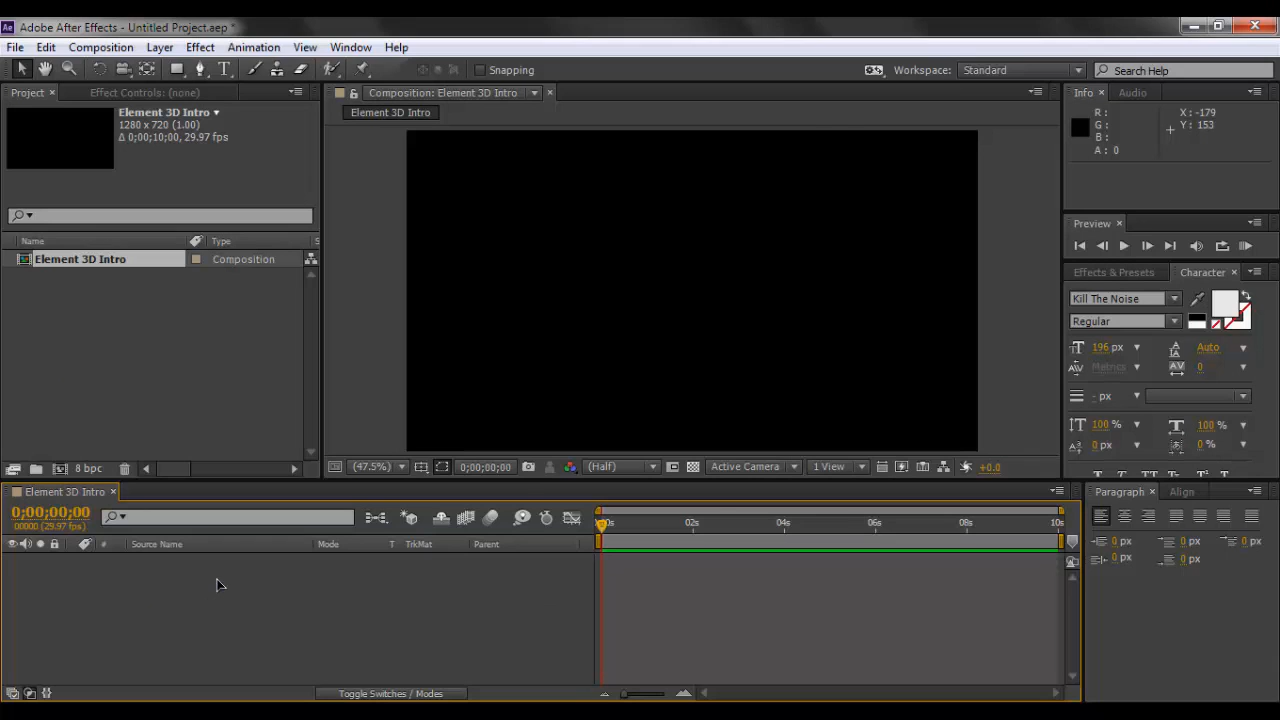 Ae Adobe After Effects - Untitled Project.aep *
File Edit Composition Layer Effect Animation View Window Help
Snapping Workspace: Standard Search Help
Project × Effect Controls: (none)
Element 3D Intro
1280 x 720 (1.00)
Δ 0;00;10;00, 29.97 fps
Name Type S
Element 3D Intro Composition
8 bpc
Composition: Element 3D Intro ×
Element 3D Intro
(47.5%) 0;00;00;00 (Half) Active Camera 1 View +0.0
Info × Audio
R: X: -179
G: Y: 153
B:
A: 0
Preview ×
Effects & Presets Character ×
Kill The Noise
Regular
196 px Auto
Metrics 0
- px
100 % 100 %
0 px 0 %
Element 3D Intro ×
0;00;00;00
00000 (29.97 fps)
# Source Name Mode T TrkMat Parent
02s 04s 06s 08s 10s
Toggle Switches / Modes
Paragraph × Align
0 px 0 px 0 px
0 px 0 px